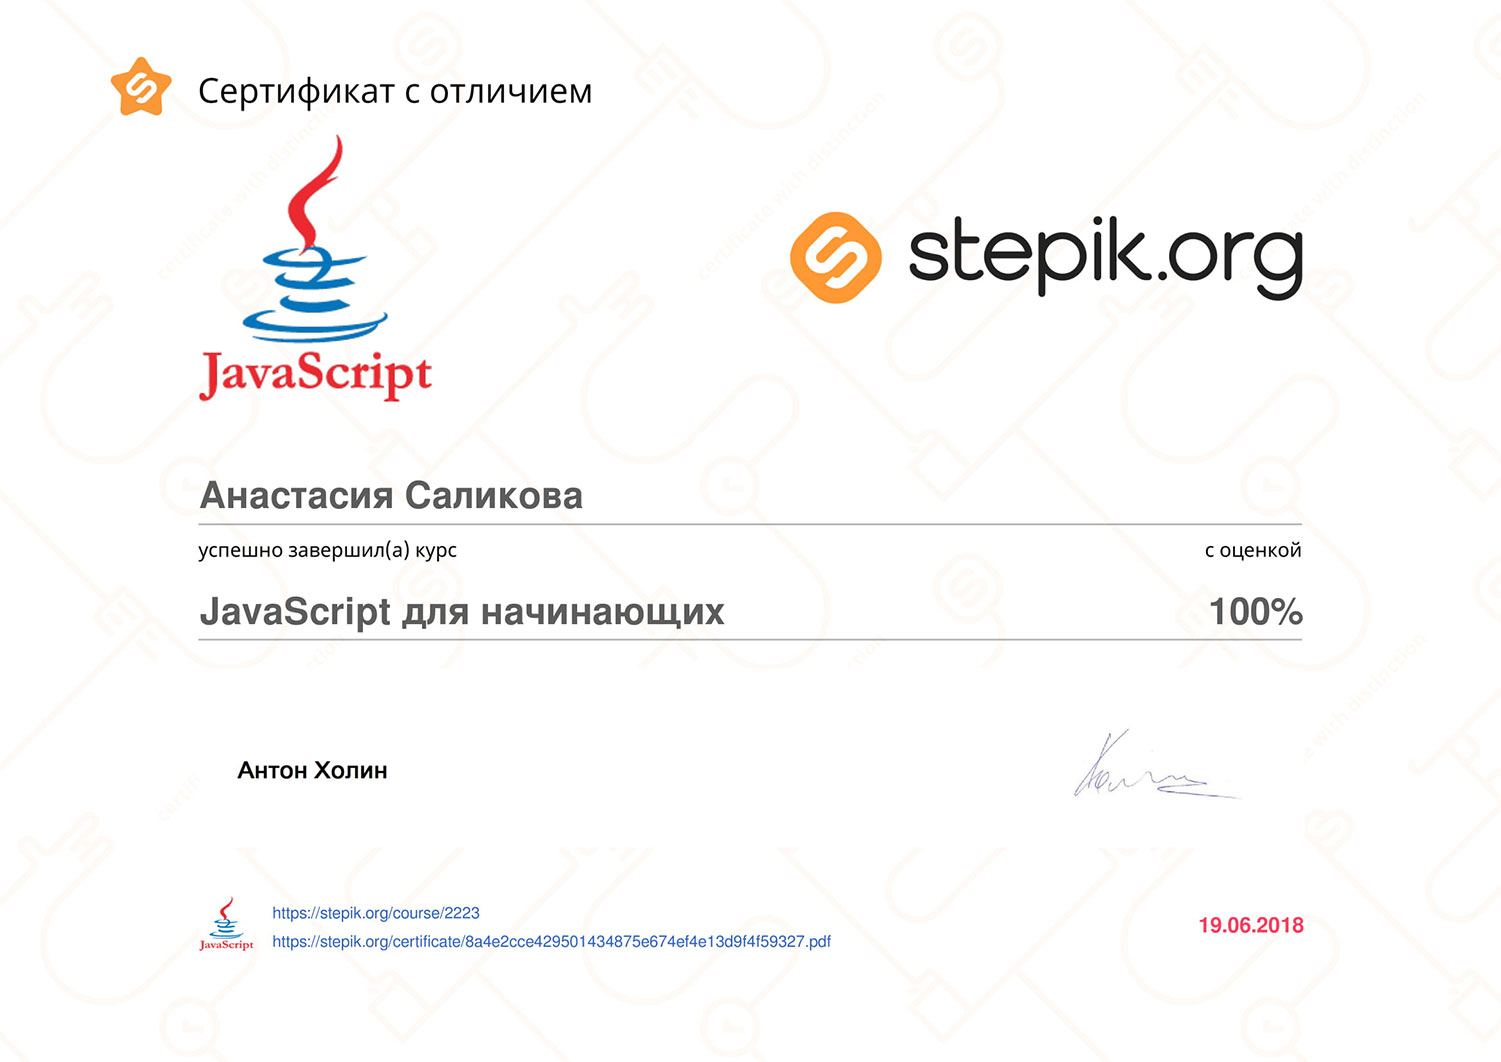 Сертификат с отличием
JavaScript
stepik.org
Анастасия Саликова
успешно завершил(а) курс
с оценкой
JavaScript для начинающих
100%
Антон Холин
JavaScript
https://stepik.org/course/2223
https://stepik.org/certificate/8a4e2cce429501434875e674ef4e13d9f4f59327.pdf
19.06.2018